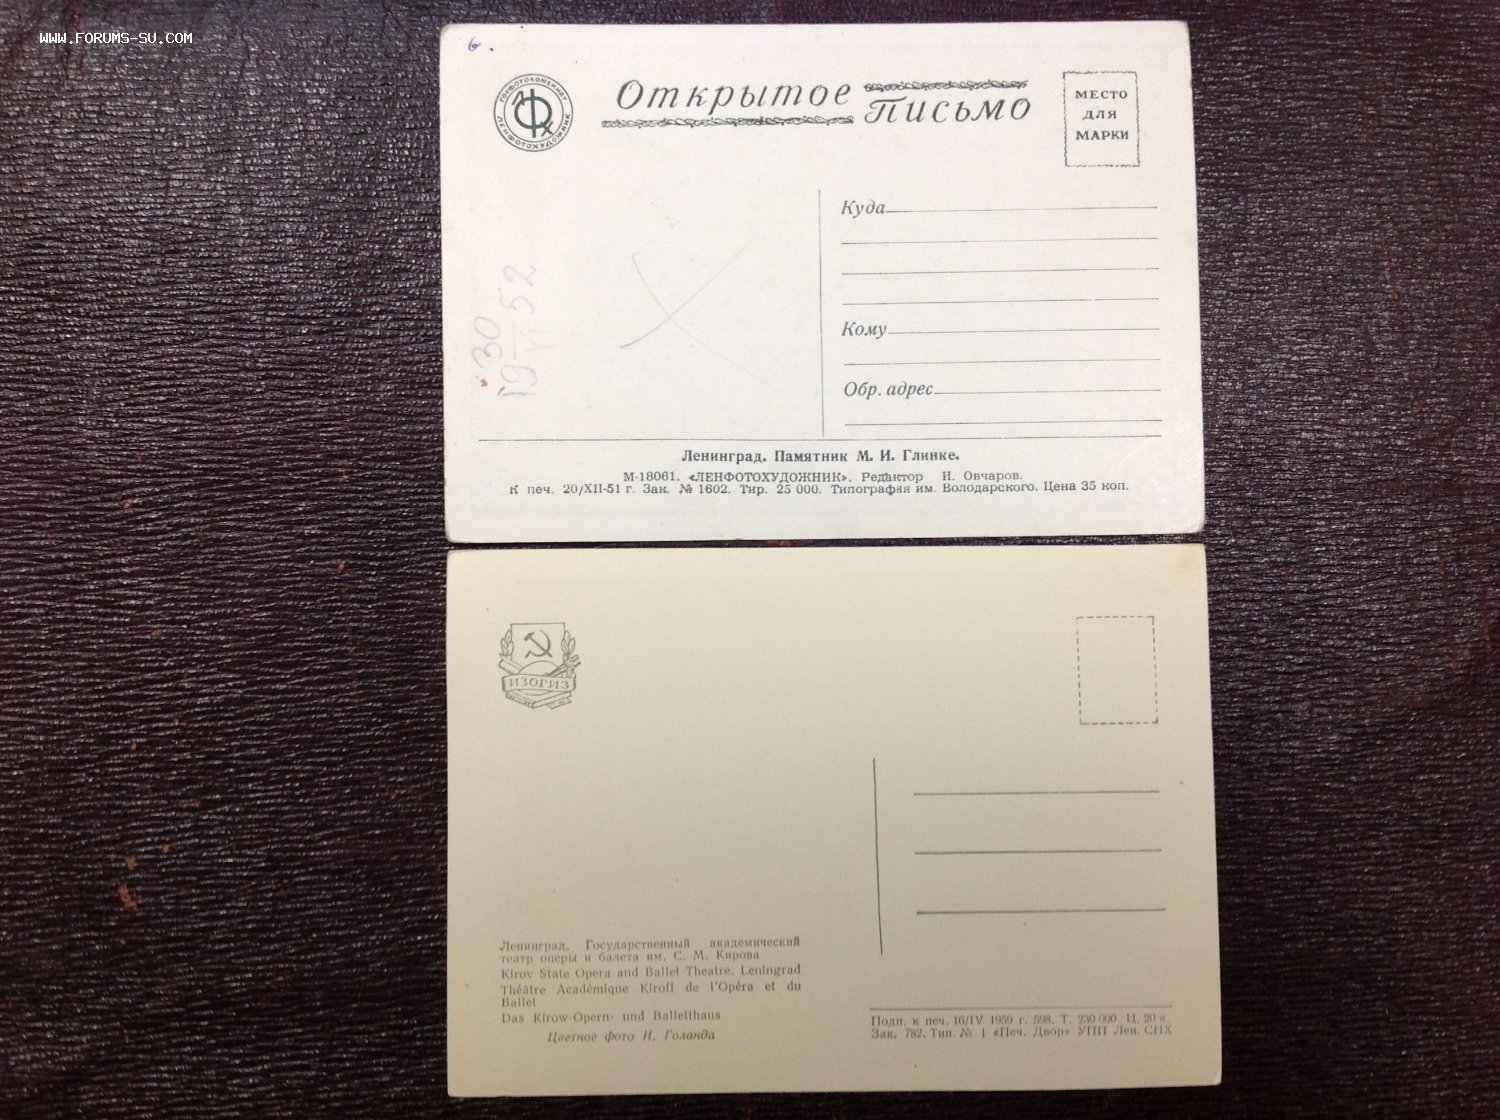 WWW.FORUMS-SU.COM
6.
ГОСФОТОКОМБИНАТ
ЛЕНФОТОХУДОЖНИК
Открытое
письмо
МЕСТО
ДЛЯ
МАРКИ
Куда
Кому
Обр. адрес
19 30/VI 52
Ленинград. Памятник М. И. Глинке.
М-18061. «ЛЕНФОТОХУДОЖНИК». Редактор И. Овчаров.
К печ. 20/XII-51 г. Зак. № 1602. Тир. 25 000. Типография им. Володарского. Цена 35 коп.
ИЗОГИЗ
Ленинград. Государственный академический
театр оперы и балета им. С. М. Кирова
Kirov State Opera and Ballet Theatre. Leningrad
Théâtre Académique Kiroff de l'Opéra et du
Ballet
Das Kirow-Opern- und Balletthaus
Цветное фото И. Голанда
Подп. к печ. 16/IV 1959 г. 598. Т. 230 000 Ц. 20 к.
Зак. 782. Тип. № 1 «Печ. Двор» УПП Лен. СНХ